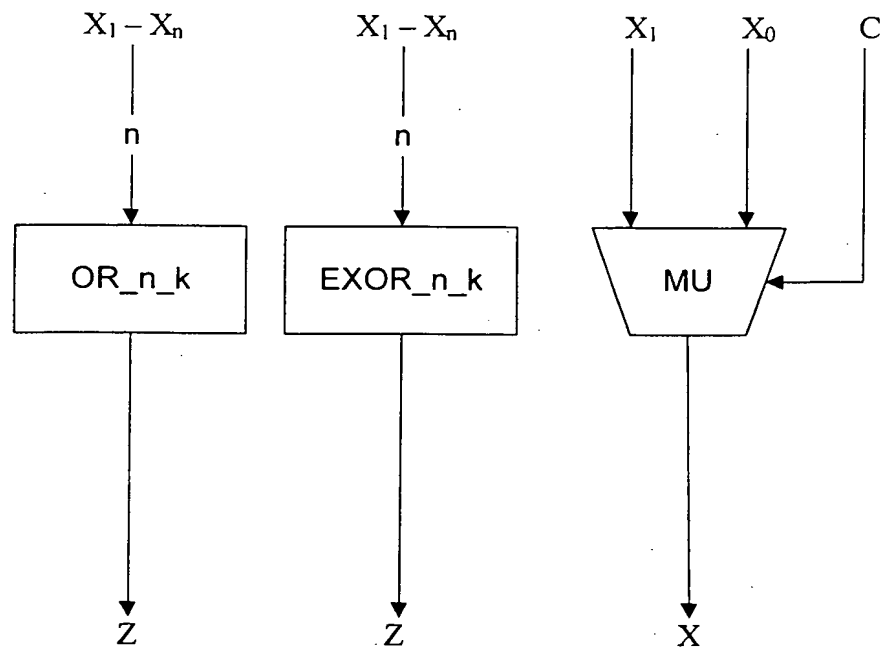 X₁ – Xₙ X₁ – Xₙ X₁ X₀ C
n n
OR_n_k EXOR_n_k MU
Z Z X